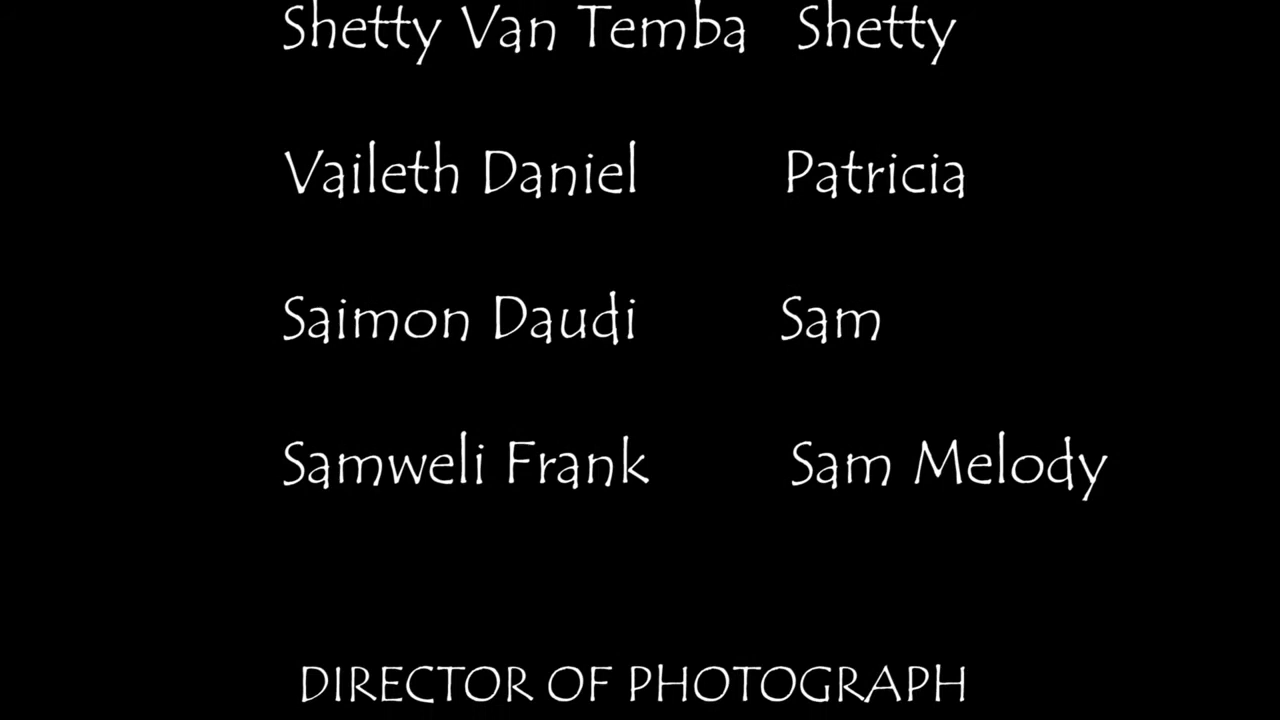 Shetty Van Temba Shetty
Vaileth Daniel Patricia
Saimon Daudi Sam
Samweli Frank Sam Melody
DIRECTOR OF PHOTOGRAPH